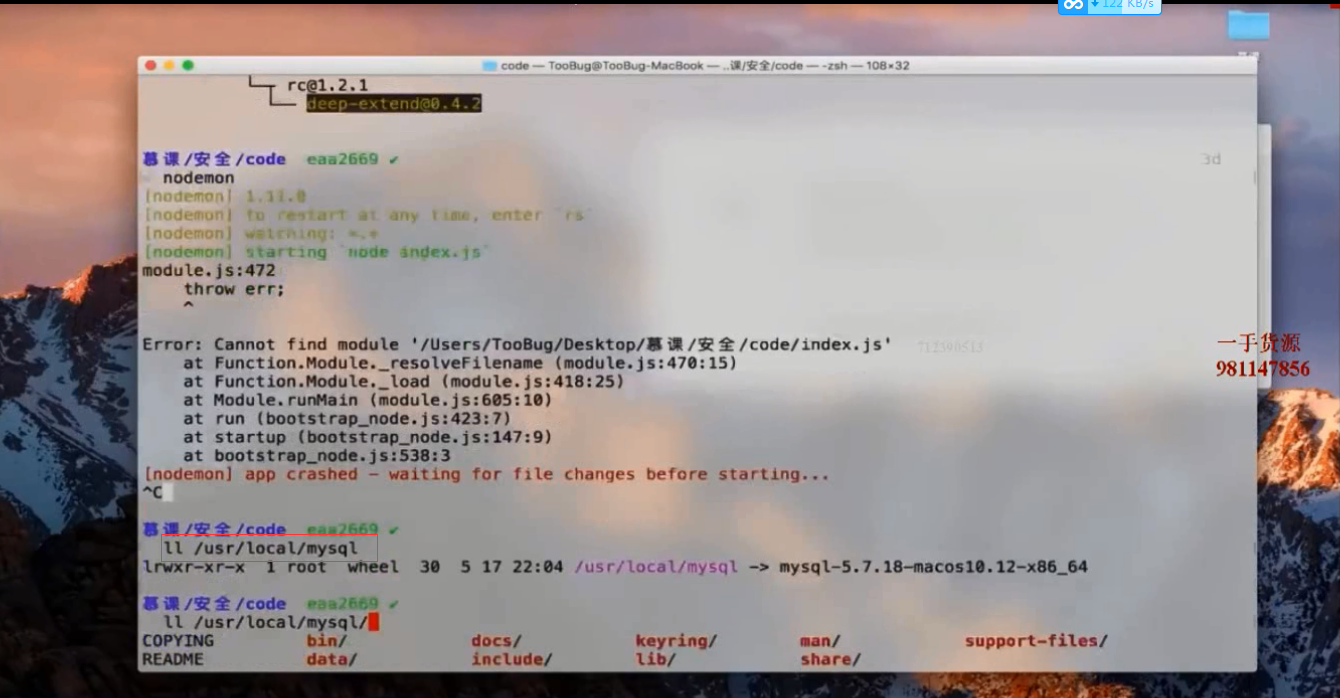 122 KB/s
code — TooBug@TooBug-MacBook — ..课/安全/code — -zsh — 108×32
rc@1.2.1
deep-extend@0.4.2
慕课/安全/code eaa2669 ✔
3d
nodemon
[nodemon] 1.11.0
[nodemon] to restart at any time, enter `rs`
[nodemon] watching: *.*
[nodemon] starting `node index.js`
module.js:472
throw err;
^
Error: Cannot find module '/Users/TooBug/Desktop/慕课/安全/code/index.js'
712390513
at Function.Module._resolveFilename (module.js:470:15)
at Function.Module._load (module.js:418:25)
at Module.runMain (module.js:605:10)
at run (bootstrap_node.js:423:7)
at startup (bootstrap_node.js:147:9)
at bootstrap_node.js:538:3
[nodemon] app crashed - waiting for file changes before starting...
^C
一手货源
981147856
慕课/安全/code eaa2669 ✔
ll /usr/local/mysql
lrwxr-xr-x 1 root wheel 30 5 17 22:04 /usr/local/mysql -> mysql-5.7.18-macos10.12-x86_64
慕课/安全/code eaa2669 ✔
ll /usr/local/mysql/
COPYING bin/ docs/ keyring/ man/ support-files/
README data/ include/ lib/ share/